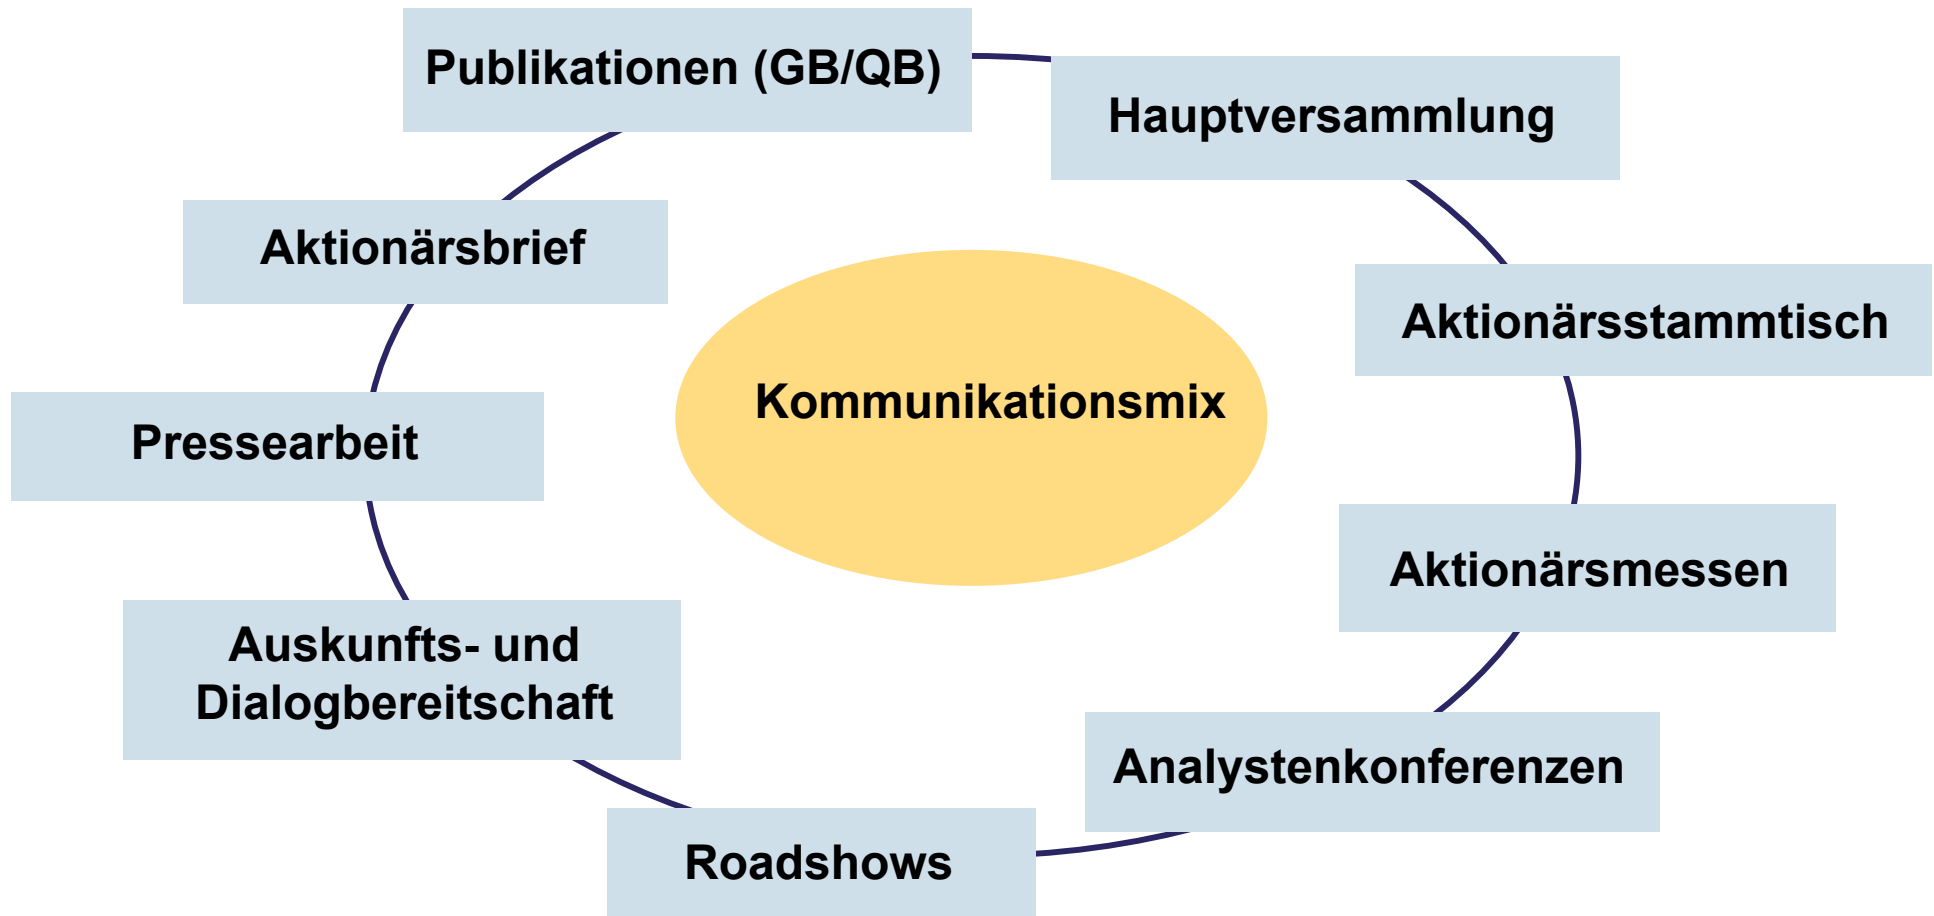 Publikationen (GB/QB)
Hauptversammlung
Aktionärsbrief
Aktionärsstammtisch
Kommunikationsmix
Pressearbeit
Aktionärsmessen
Auskunfts- und
Dialogbereitschaft
Analystenkonferenzen
Roadshows